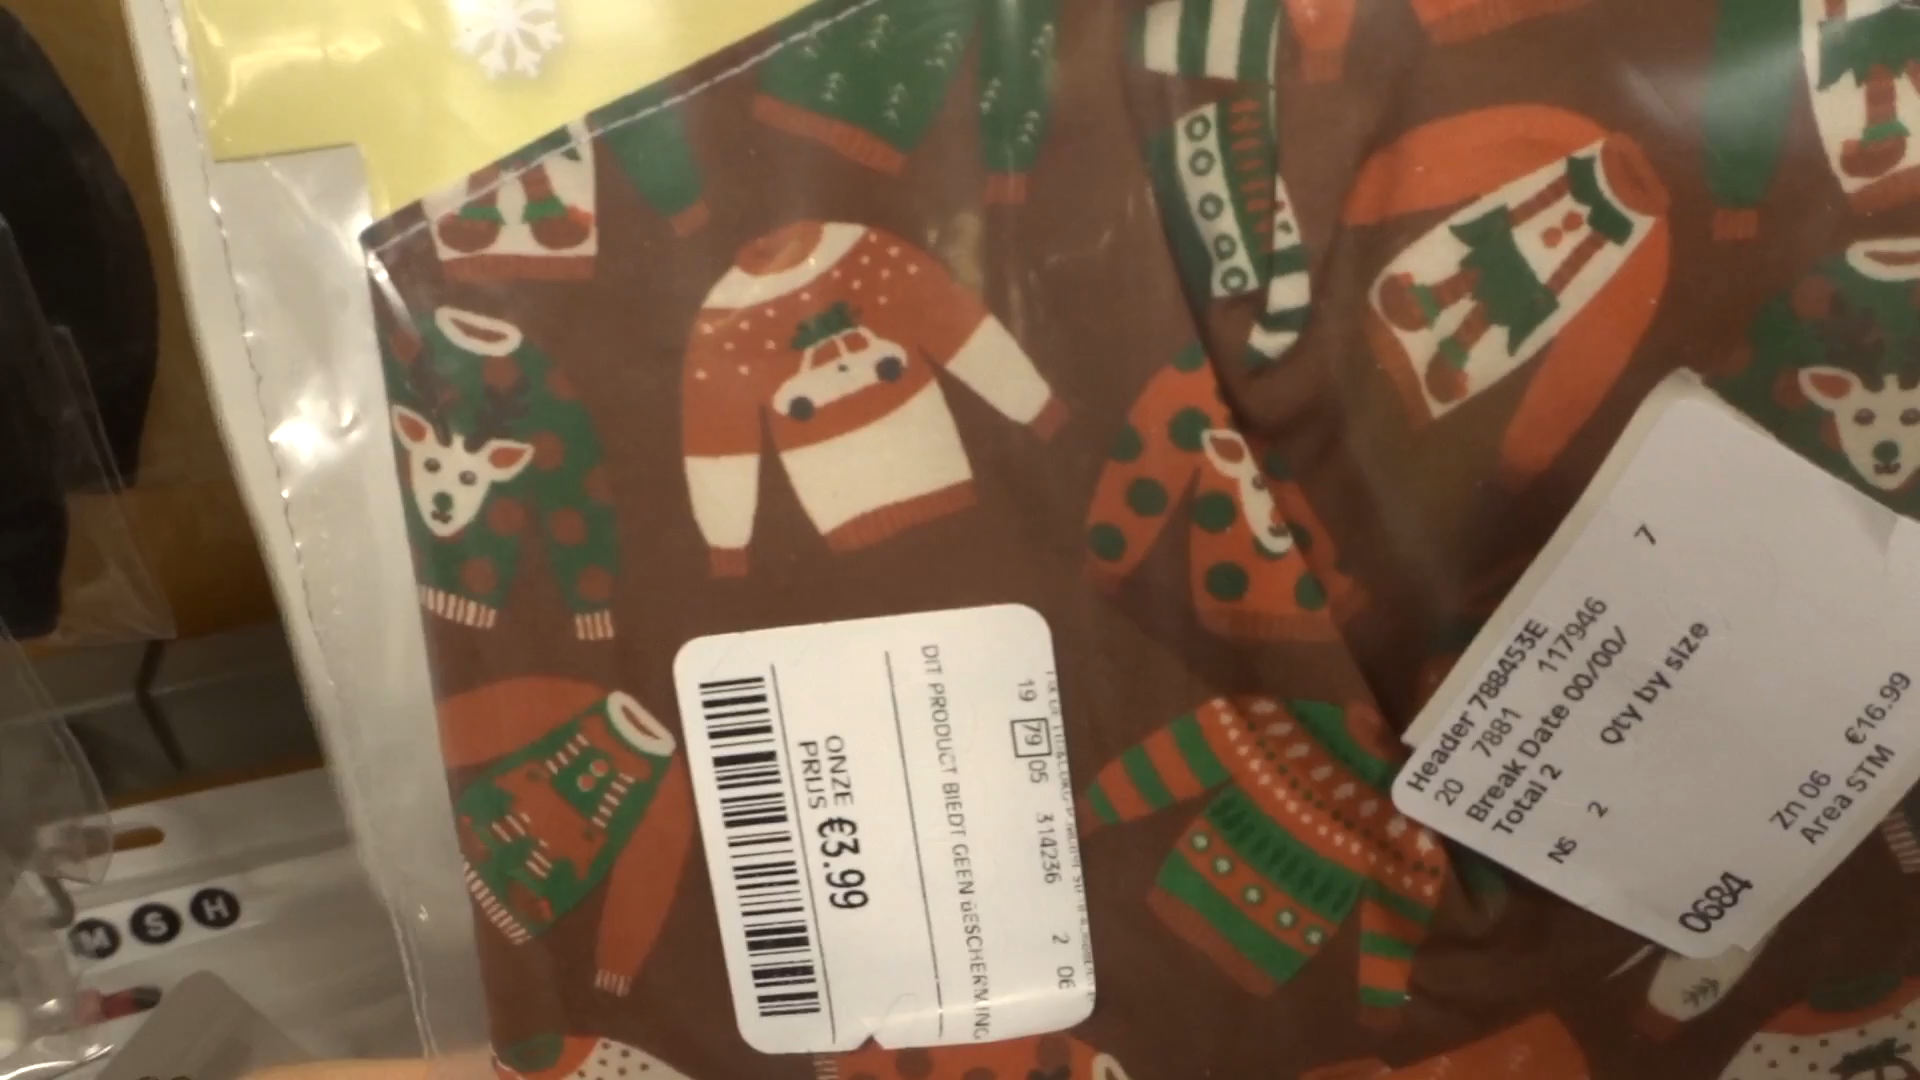 19 79 05 314236 2 06
DIT PRODUCT BIEDT GEEN BESCHERMING
ONZE
PRIJS €3.99
Header 788453E 7
20 7881 117946
Break Date 00/00/
Total 2 Qty by size
NS 2
Zn 06 €16.99
Area STM
0684
M S H